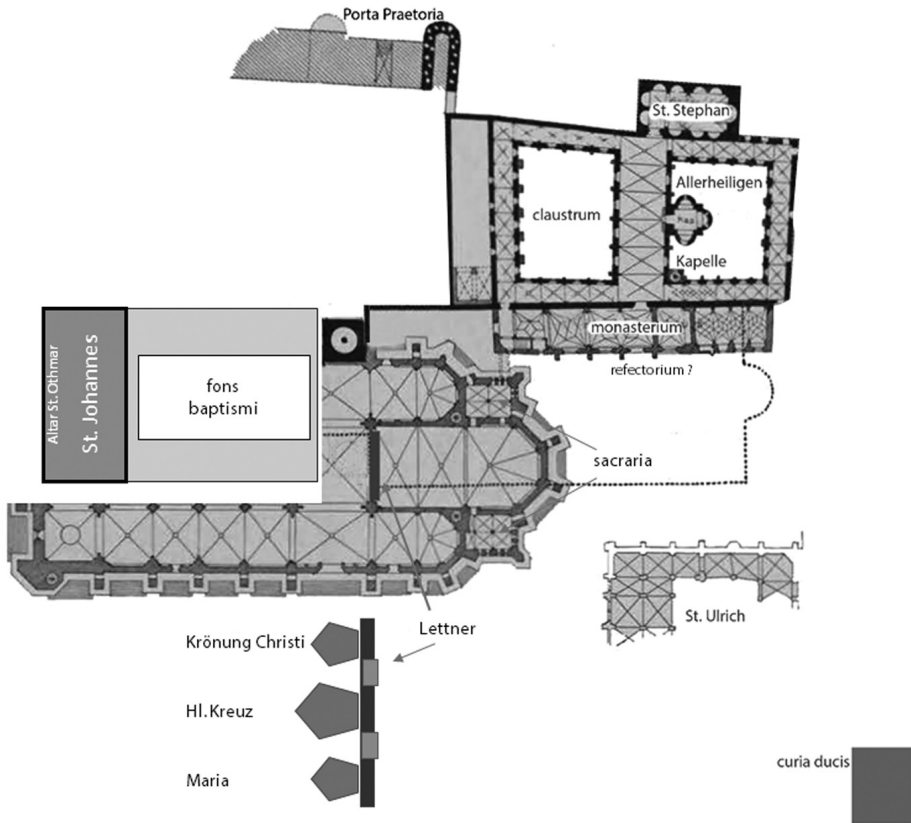 Porta Praetoria
St. Stephan
Allerheiligen
claustrum
Kapelle
monasterium
refectorium ?
Altar St. Othmar
St. Johannes
fons
baptismi
sacraria
St. Ulrich
Lettner
Krönung Christi
Hl.Kreuz
Maria
curia ducis